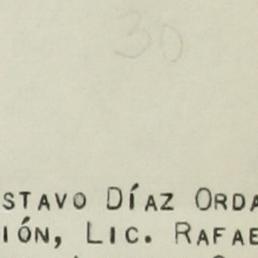 30
STAVO DÍAZ ORDA
IÓN, LIC. RAFAE